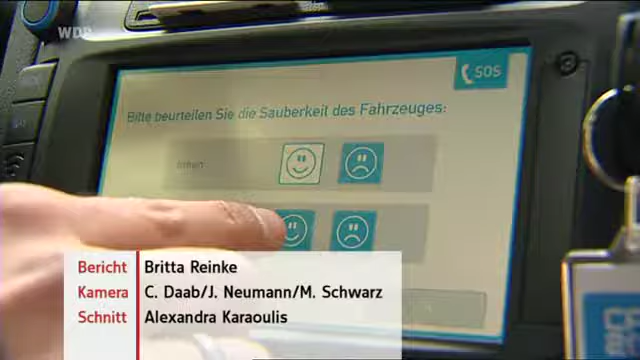 WDR
SOS
Bitte beurteilen Sie die Sauberkeit des Fahrzeuges:
Innen
Bericht Britta Reinke
Kamera C. Daab/J. Neumann/M. Schwarz
Schnitt Alexandra Karaoulis